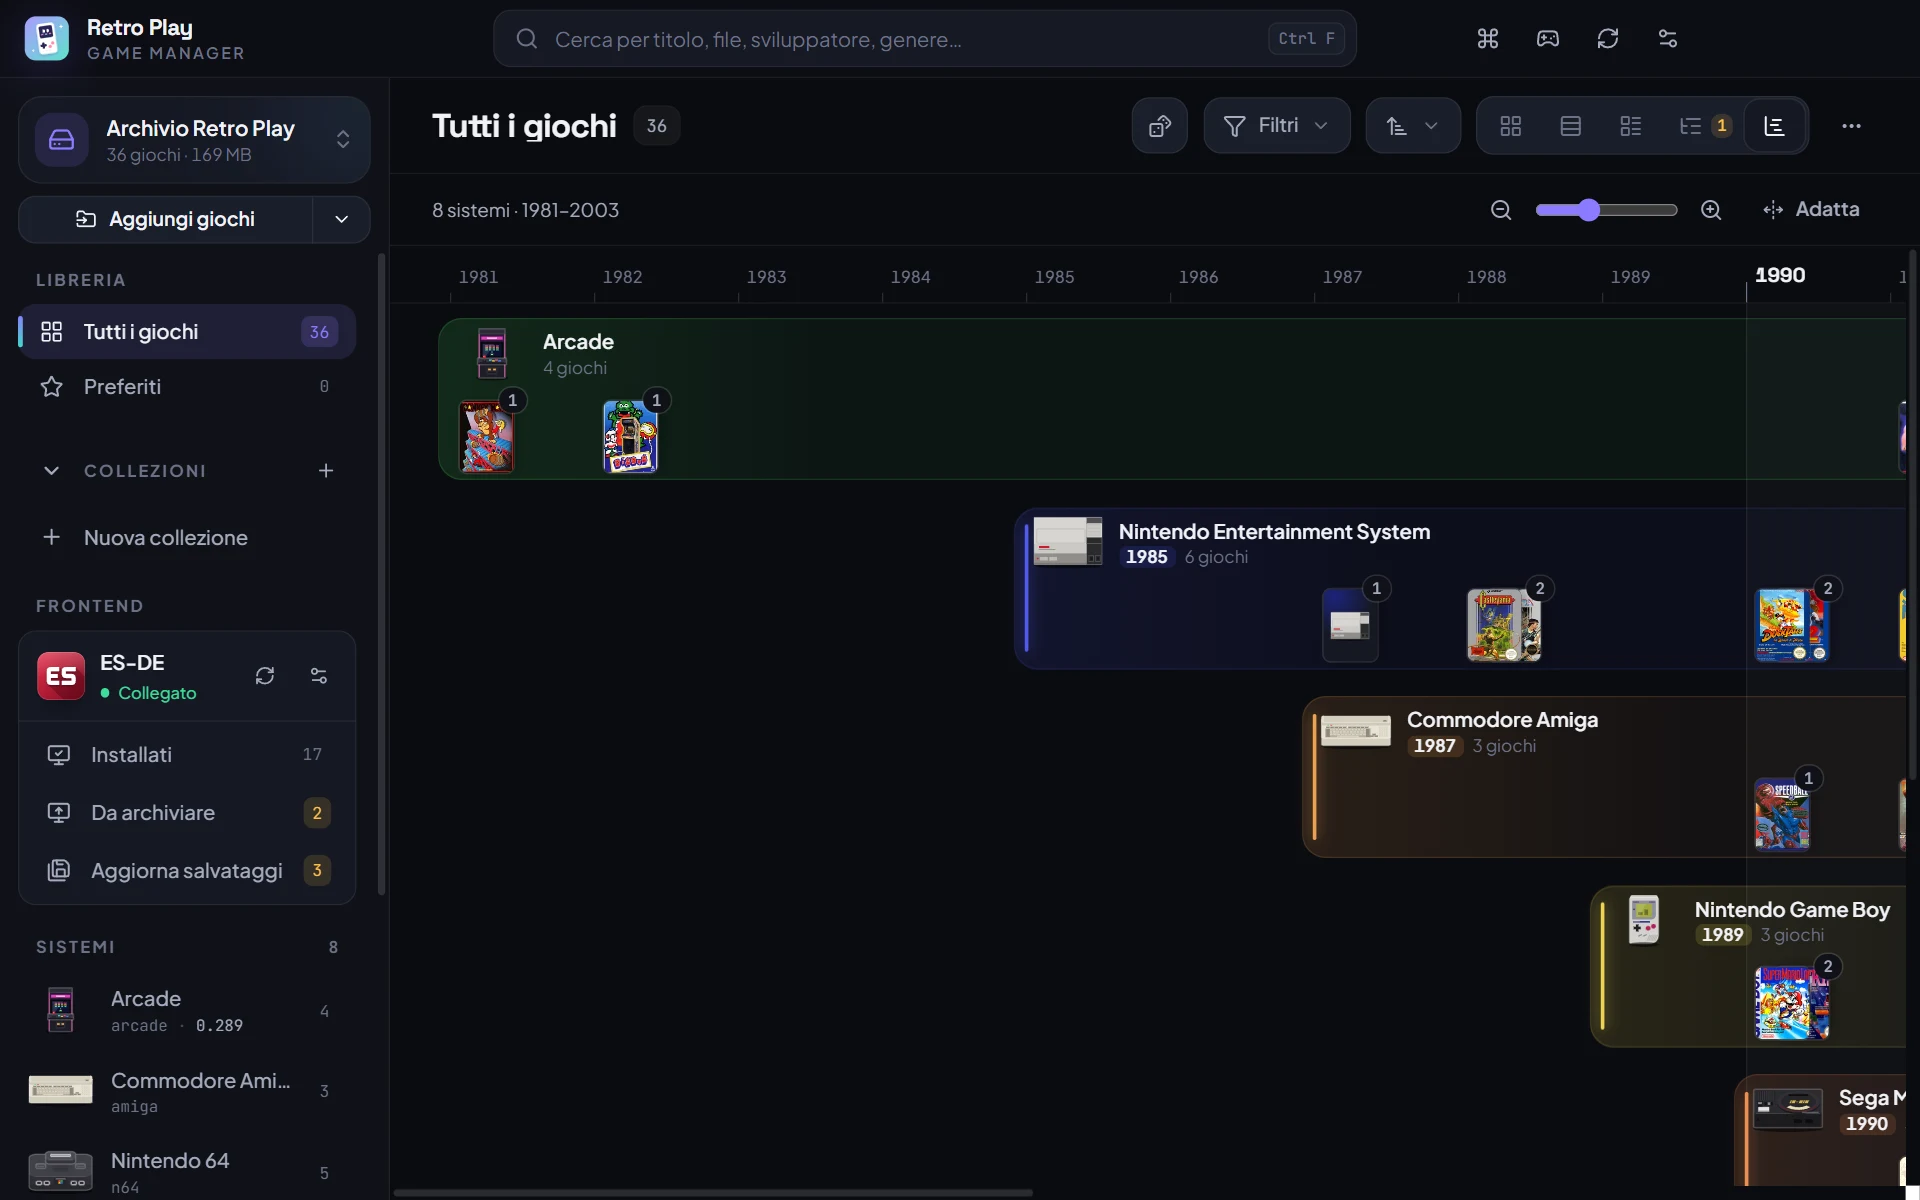 Retro Play
GAME MANAGER
Cerca per titolo, file, sviluppatore, genere...
Ctrl F
Archivio Retro Play
36 giochi · 169 MB
Aggiungi giochi
LIBRERIA
Tutti i giochi 36
Preferiti 0
COLLEZIONI
Nuova collezione
FRONTEND
ES
ES-DE
Collegato
Installati 17
Da archiviare 2
Aggiorna salvataggi 3
SISTEMI 8
Arcade
arcade · 0.289
4
Commodore Ami...
amiga
3
Nintendo 64
n64
5
Tutti i giochi 36
Filtri
1
8 sistemi · 1981–2003
Adatta
1981 1982 1983 1984 1985 1986 1987 1988 1989 1990 1
Arcade
4 giochi
1
1
Nintendo Entertainment System
1985 6 giochi
1
2
2
Commodore Amiga
1987 3 giochi
1
SPEEDBALL
Nintendo Game Boy
1989 3 giochi
2
Sega M
1990